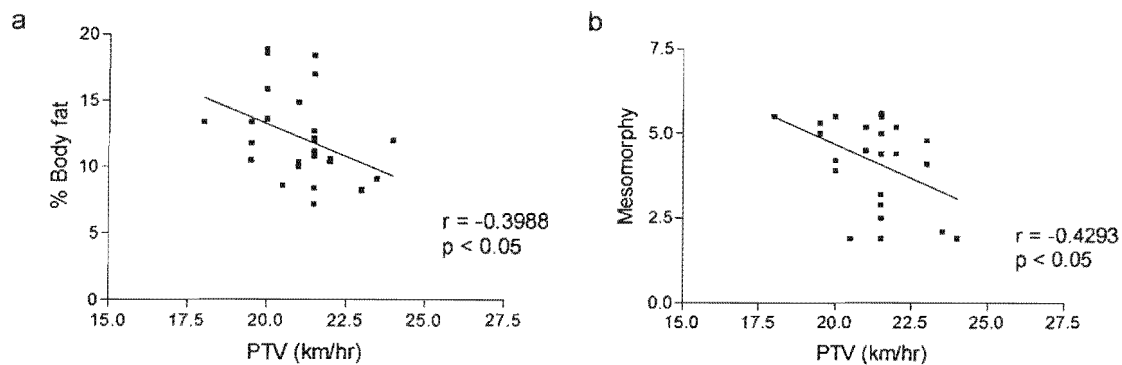 a
20
15
10
5
0
% Body fat
15.0 17.5 20.0 22.5 25.0 27.5
PTV (km/hr)
r = -0.3988
p < 0.05
b
7.5
5.0
2.5
0.0
Mesomorphy
15.0 17.5 20.0 22.5 25.0 27.5
PTV (km/hr)
r = -0.4293
p < 0.05